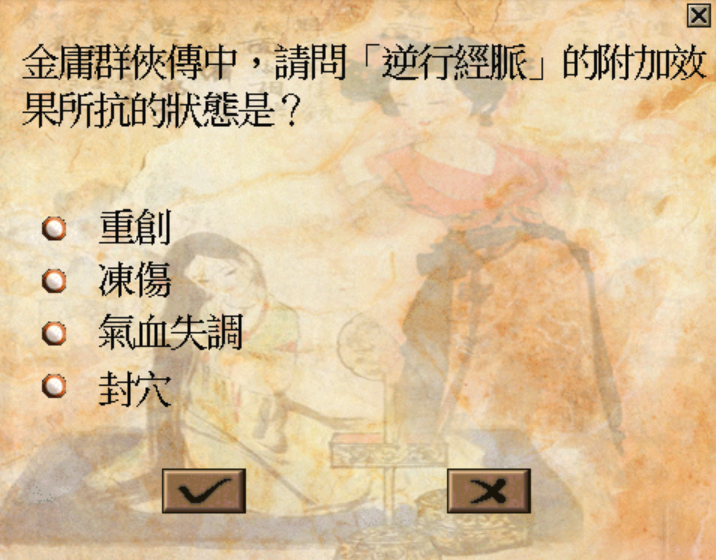 金庸群俠傳中，請問「逆行經脈」的附加效
果所抗的狀態是？
重創
凍傷
氣血失調
封穴